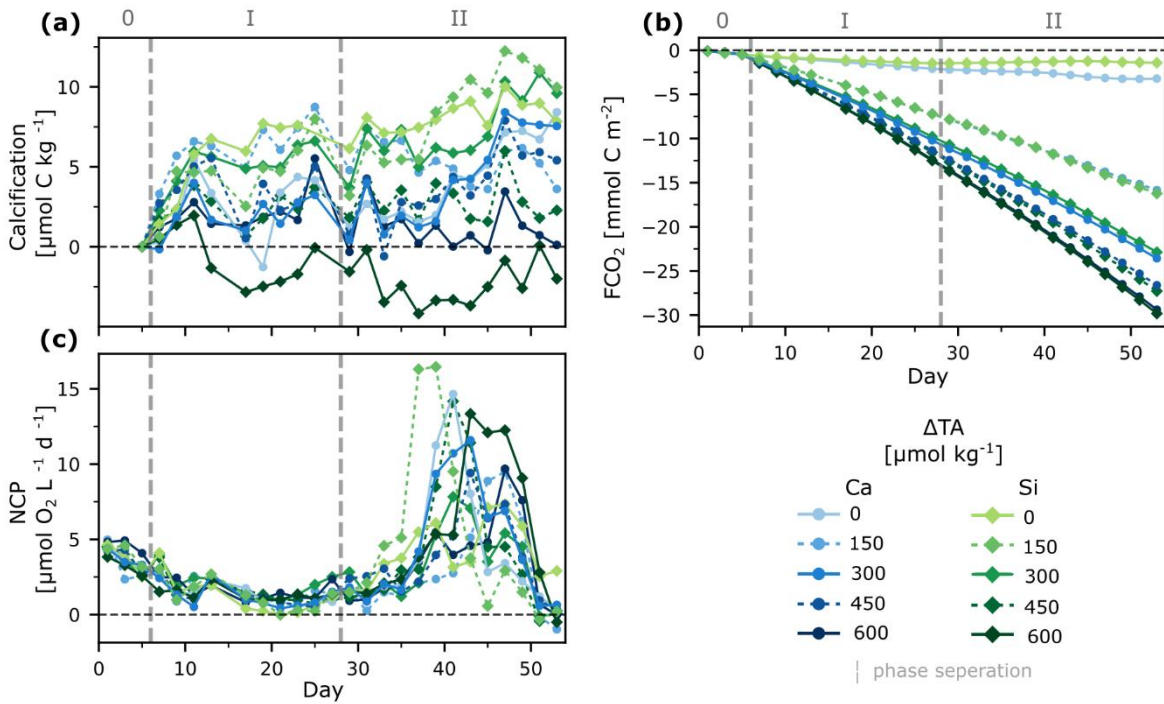 (a)
0 I II
Calcification
[µmol C kg ⁻¹]
10
5
0
(b)
0 I II
FCO₂ [mmol C m⁻²]
0
−5
−10
−15
−20
−25
−30
0 10 20 30 40 50
Day
(c)
NCP
[µmol O₂ L ⁻¹ d ⁻¹]
15
10
5
0
0 10 20 30 40 50
Day
ΔTA
[µmol kg⁻¹]
Ca Si
0 0
150 150
300 300
450 450
600 600
phase seperation